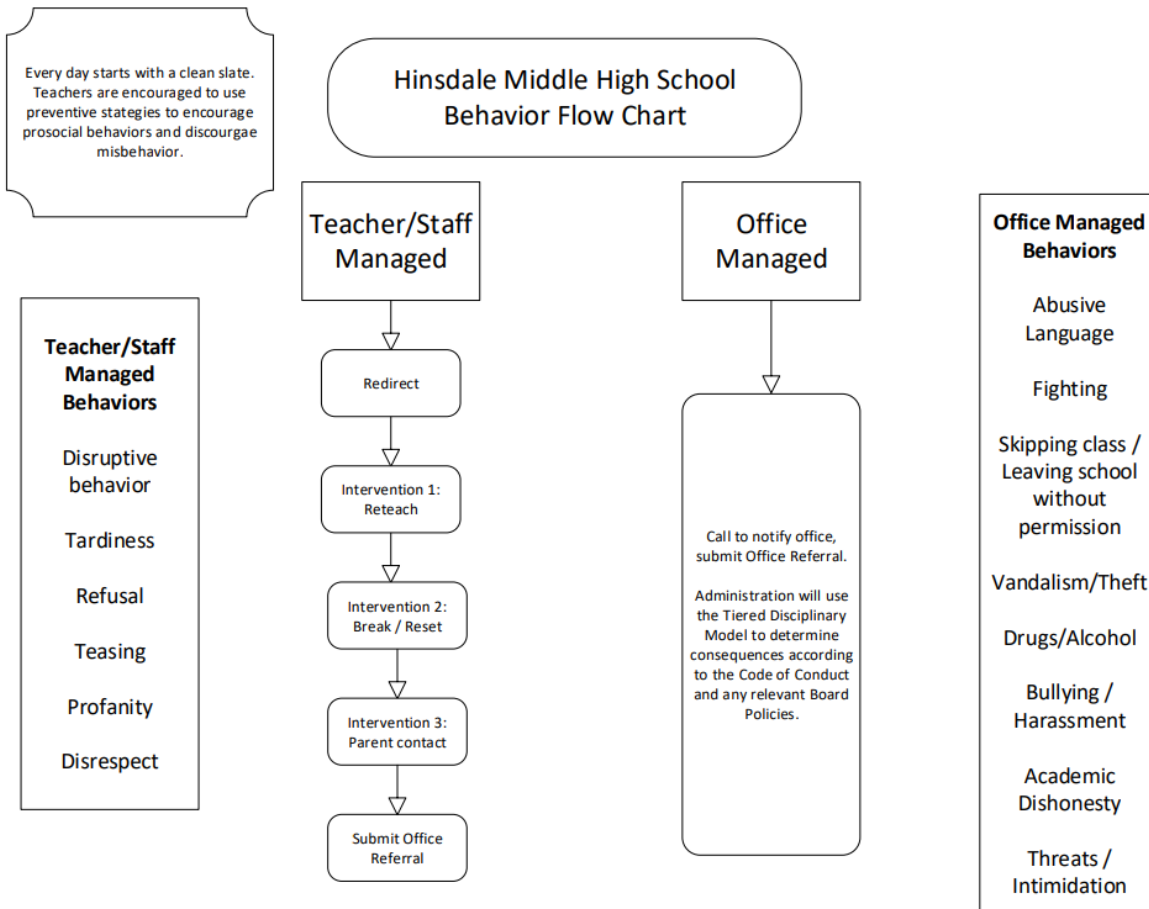 Every day starts with a clean slate.
Teachers are encouraged to use
preventive stategies to encourage
prosocial behaviors and discourgae
misbehavior.
Hinsdale Middle High School
Behavior Flow Chart
Teacher/Staff
Managed
Office
Managed
Teacher/Staff
Managed
Behaviors
Disruptive
behavior
Tardiness
Refusal
Teasing
Profanity
Disrespect
Redirect
Intervention 1:
Reteach
Intervention 2:
Break / Reset
Intervention 3:
Parent contact
Submit Office
Referral
Call to notify office,
submit Office Referral.
Administration will use
the Tiered Disciplinary
Model to determine
consequences according
to the Code of Conduct
and any relevant Board
Policies.
Office Managed
Behaviors
Abusive
Language
Fighting
Skipping class /
Leaving school
without
permission
Vandalism/Theft
Drugs/Alcohol
Bullying /
Harassment
Academic
Dishonesty
Threats /
Intimidation